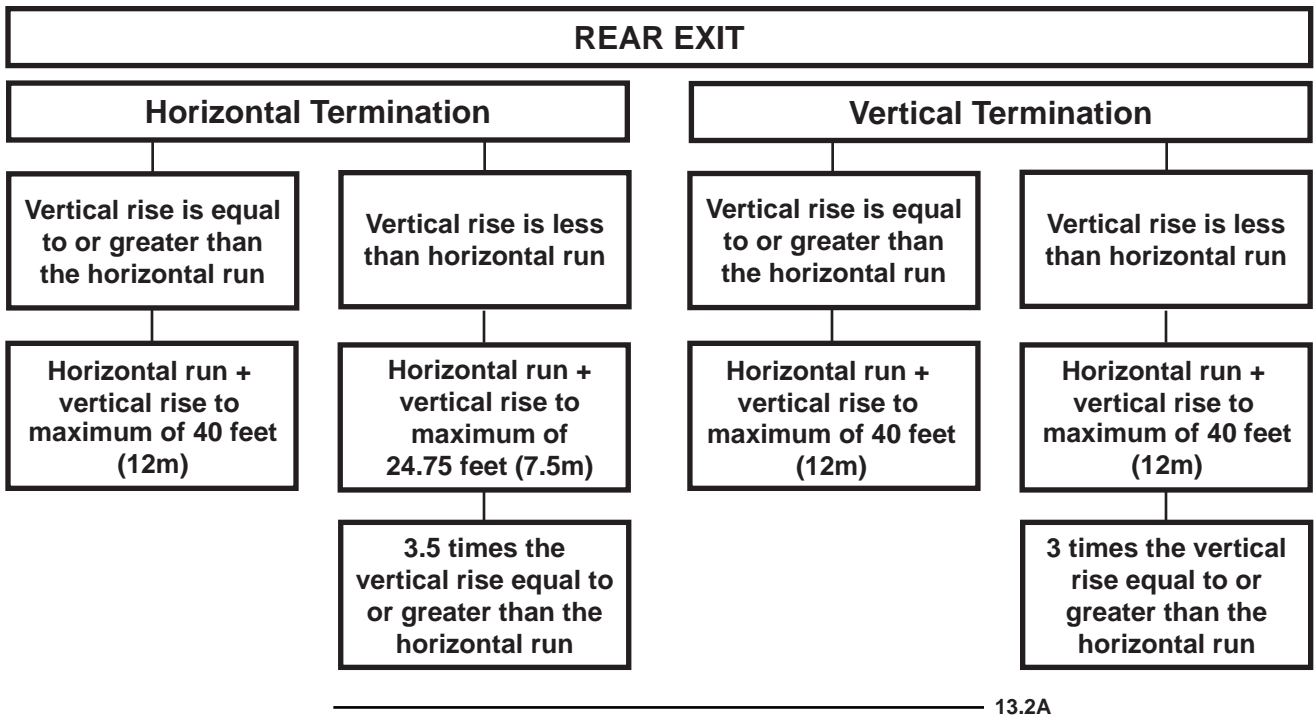 REAR EXIT
Horizontal Termination
Vertical rise is equal
to or greater than
the horizontal run
Horizontal run +
vertical rise to
maximum of 40 feet
(12m)
Vertical rise is less
than horizontal run
Horizontal run +
vertical rise to
maximum of
24.75 feet (7.5m)
3.5 times the
vertical rise equal to
or greater than the
horizontal run
Vertical Termination
Vertical rise is equal
to or greater than
the horizontal run
Horizontal run +
vertical rise to
maximum of 40 feet
(12m)
Vertical rise is less
than horizontal run
Horizontal run +
vertical rise to
maximum of 40 feet
(12m)
3 times the vertical
rise equal to or
greater than the
horizontal run
13.2A